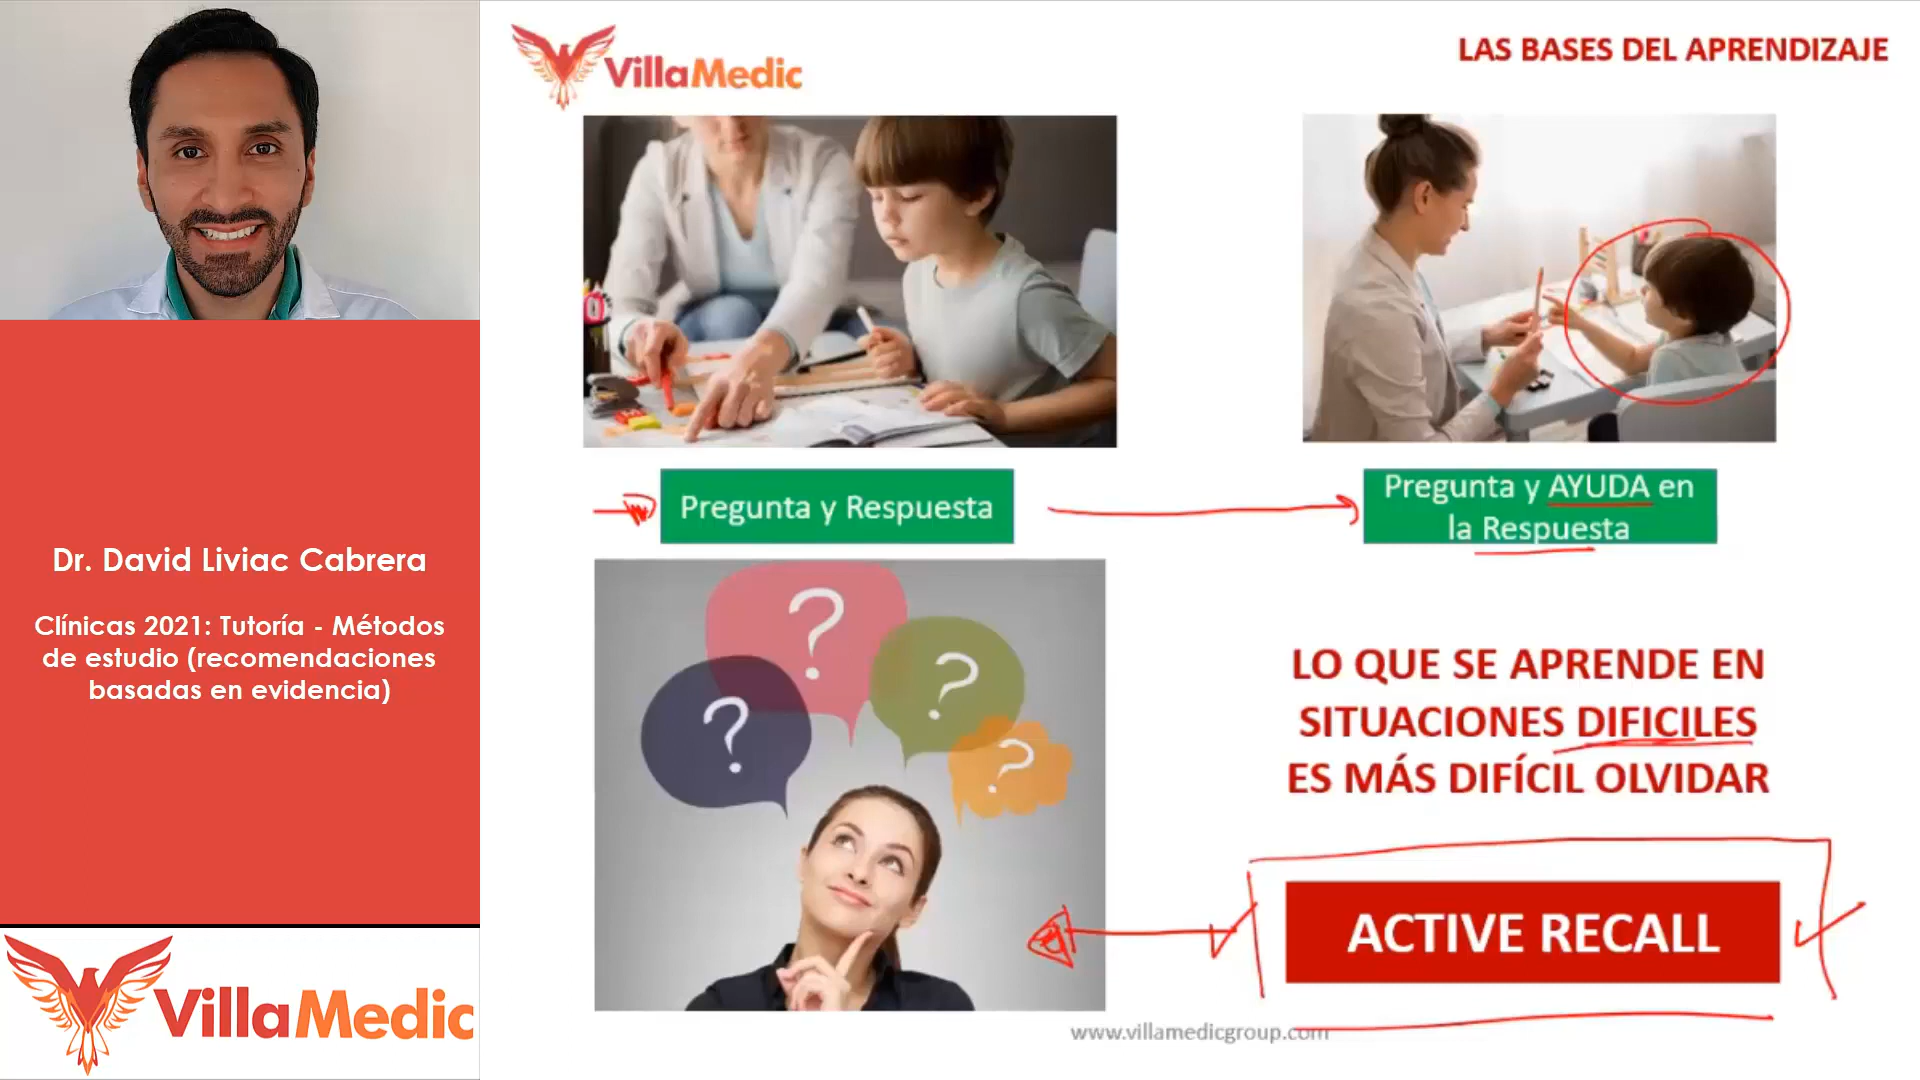 VillaMedic
LAS BASES DEL APRENDIZAJE
Pregunta y Respuesta
Pregunta y AYUDA en
la Respuesta
? ? ? ?
LO QUE SE APRENDE EN
SITUACIONES DIFICILES
ES MÁS DIFÍCIL OLVIDAR
ACTIVE RECALL
www.villamedicgroup.com
Dr. David Liviac Cabrera
Clínicas 2021: Tutoría - Métodos
de estudio (recomendaciones
basadas en evidencia)
VillaMedic